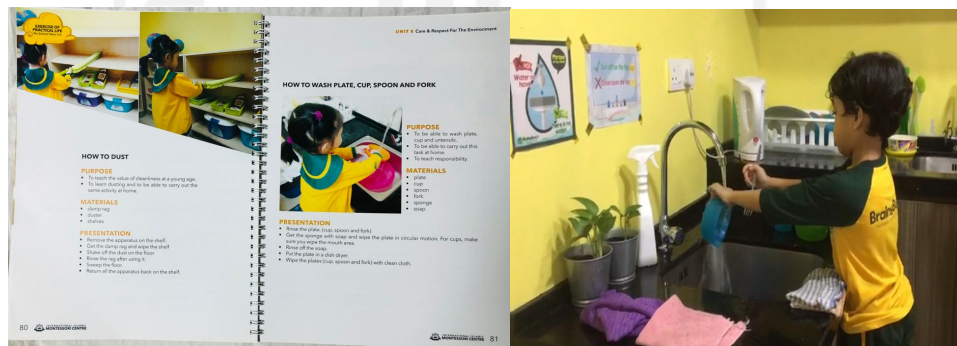 EXERCISE OF
PRACTICAL LIFE
HOW TO DUST
PURPOSE
• To teach the value of cleanliness at a young age.
• To learn dusting and to be able to carry out the
same activity at home.
MATERIALS
• damp rag
• duster
• shelves
PRESENTATION
• Remove the apparatus on the shelf.
• Get the damp rag and wipe the shelf.
• Shake off the dust on the floor
• Rinse the rag after using it.
• Sweep the floor.
• Return all the apparatus back on the shelf.
80
MONTESSORI CENTRE
UNIT 5 Care & Respect For The Environment
HOW TO WASH PLATE, CUP, SPOON AND FORK
PURPOSE
• To be able to wash plate,
cup and untensils.
• To be able to carry out this
task at home.
• To teach responsibility.
MATERIALS
• plate
• cup
• spoon
• fork
• sponge
• soap
PRESENTATION
• Rinse the plate. (cup, spoon and fork)
• Get the sponge with soap and wipe the plate in circular motion. For cups, make
sure you wipe the mouth area.
• Rinse off the soap.
• Put the plate in a dish dryer.
• Wipe the plates (cup, spoon and fork) with clean cloth.
MONTESSORI CENTRE 81
Water